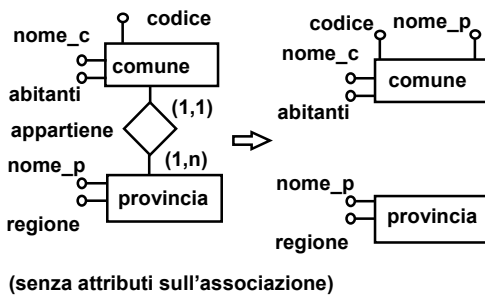 codice
nome_c
comune
abitanti
(1,1)
appartiene
(1,n)
nome_p
provincia
regione
codice
nome_p
nome_c
comune
abitanti
nome_p
provincia
regione
(senza attributi sull'associazione)